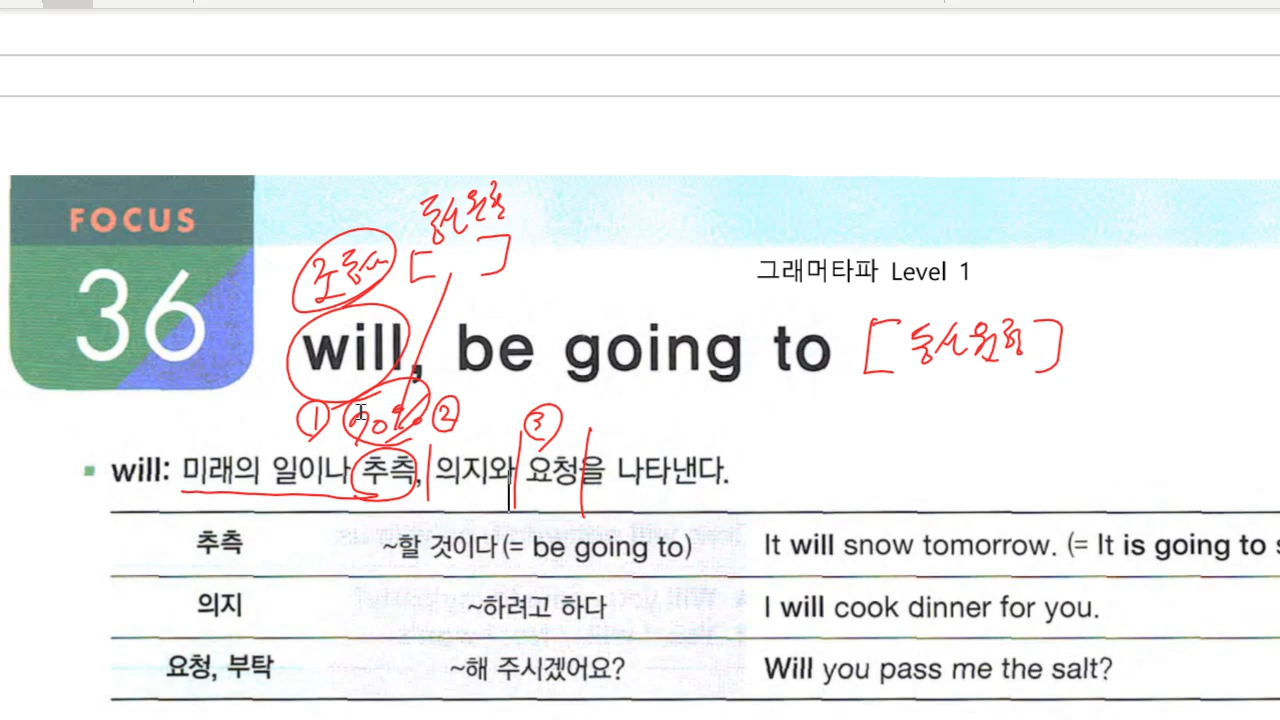 FOCUS
36
동사원형
조동사 [ ]
그래머타파 Level 1
will, be going to [동사원형]
① ②
③
will: 미래의 일이나 추측, 의지와 요청을 나타낸다.
추측 ~할 것이다(= be going to) It will snow tomorrow. (= It is going to s
의지 ~하려고 하다 I will cook dinner for you.
요청, 부탁 ~해 주시겠어요? Will you pass me the salt?